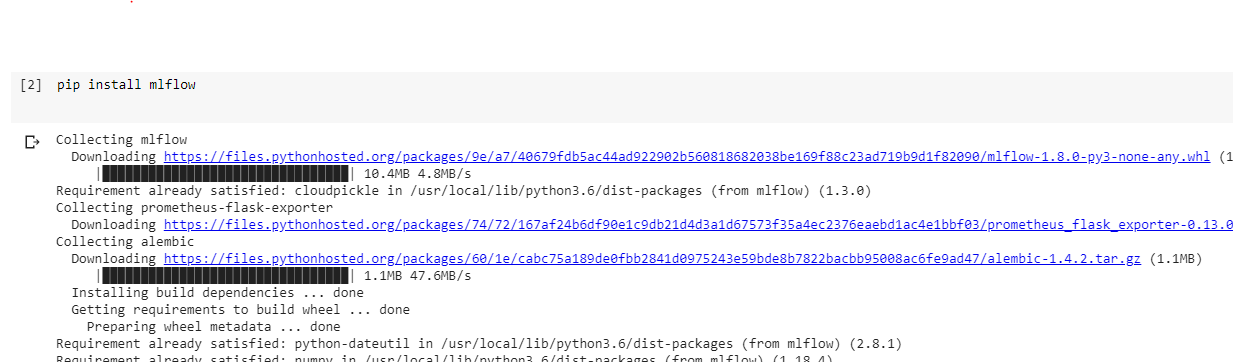 [2] pip install mlflow
Collecting mlflow
Downloading https://files.pythonhosted.org/packages/9e/a7/40679fdb5ac44ad922902b560818682038be169f88c23ad719b9d1f82090/mlflow-1.8.0-py3-none-any.whl (1
|████████████████████████████████| 10.4MB 4.8MB/s
Requirement already satisfied: cloudpickle in /usr/local/lib/python3.6/dist-packages (from mlflow) (1.3.0)
Collecting prometheus-flask-exporter
Downloading https://files.pythonhosted.org/packages/74/72/167af24b6df90e1c9db21d4d3a1d67573f35a4ec2376eaebd1ac4e1bbf03/prometheus_flask_exporter-0.13.0
Collecting alembic
Downloading https://files.pythonhosted.org/packages/60/1e/cabc75a189de0fbb2841d0975243e59bde8b7822bacbb95008ac6fe9ad47/alembic-1.4.2.tar.gz (1.1MB)
|████████████████████████████████| 1.1MB 47.6MB/s
Installing build dependencies ... done
Getting requirements to build wheel ... done
Preparing wheel metadata ... done
Requirement already satisfied: python-dateutil in /usr/local/lib/python3.6/dist-packages (from mlflow) (2.8.1)
Requirement already satisfied: numpy in /usr/local/lib/python3.6/dist-packages (from mlflow) (1.18.4)